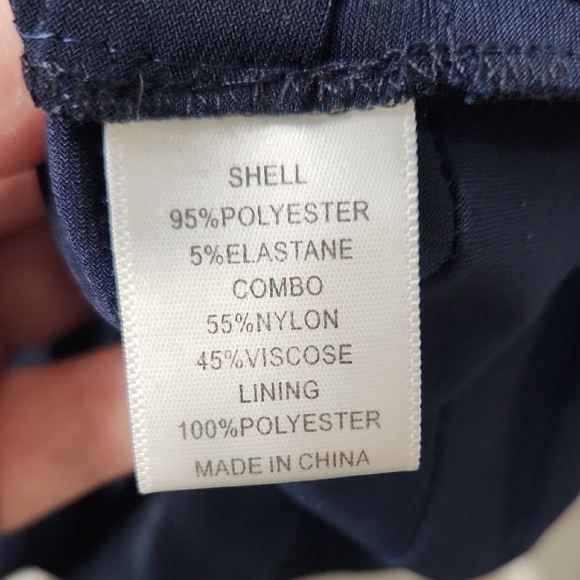 SHELL
95%POLYESTER
5%ELASTANE
COMBO
55%NYLON
45%VISCOSE
LINING
100%POLYESTER
MADE IN CHINA